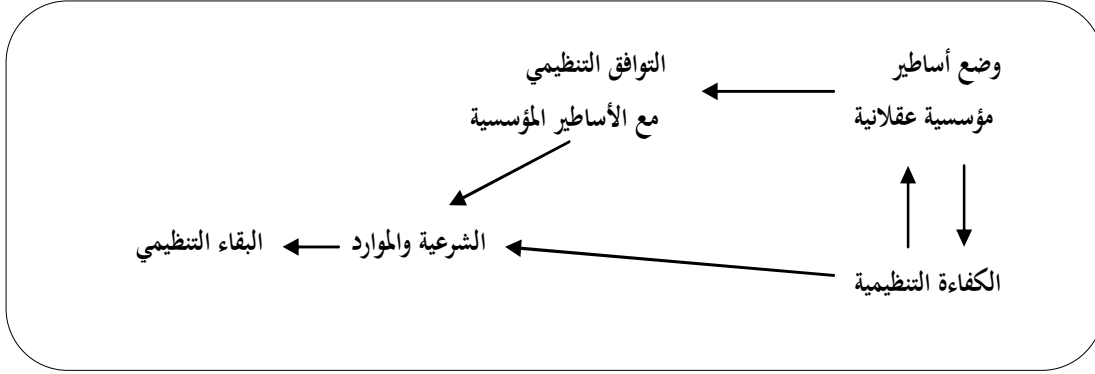 وضع أساطير
مؤسسية عقلانية
التوافق التنظيمي
مع الأساطير المؤسسية
الكفاءة التنظيمية
الشرعية والموارد
البقاء التنظيمي